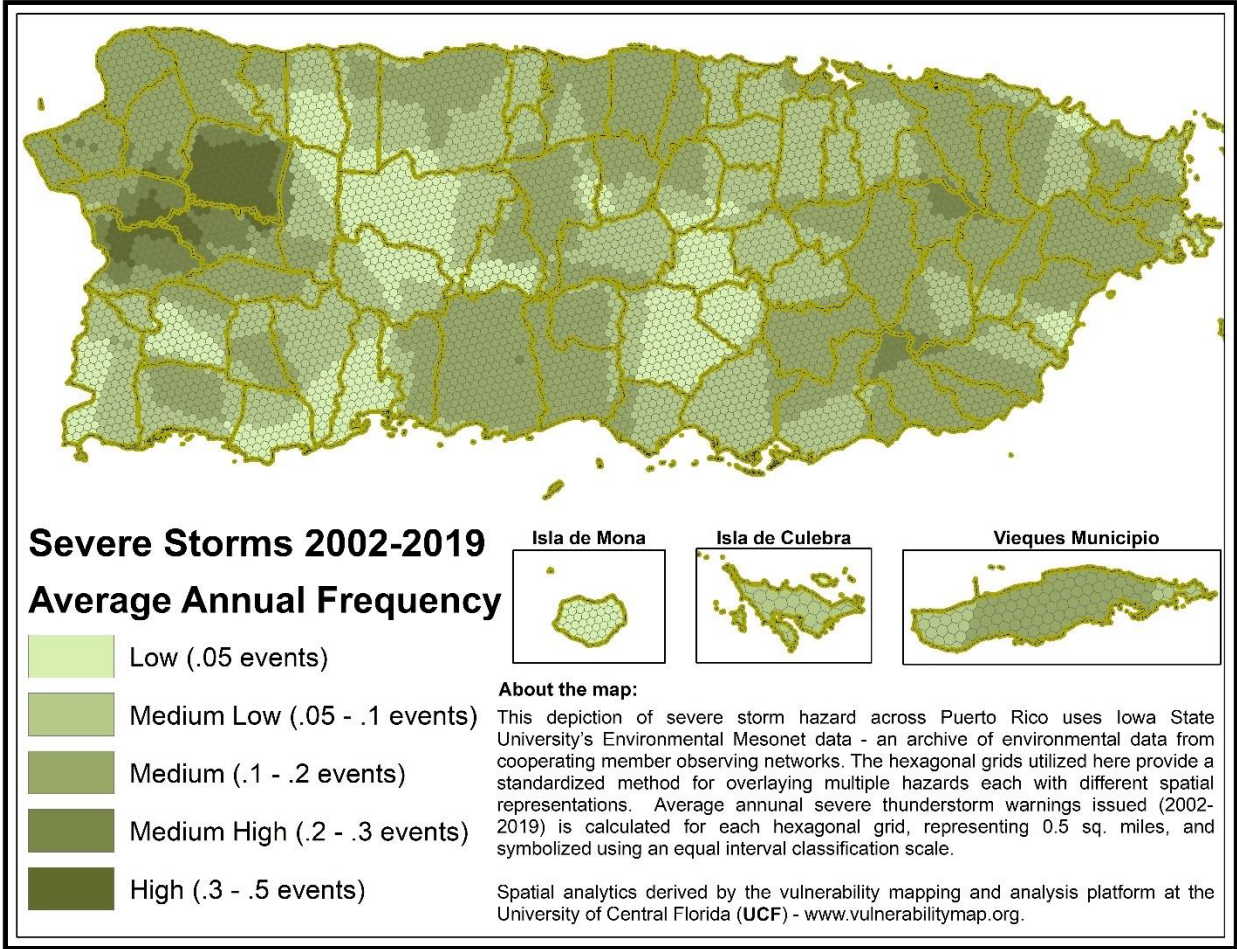 Severe Storms 2002-2019
Average Annual Frequency
Low (.05 events)
Medium Low (.05 - .1 events)
Medium (.1 - .2 events)
Medium High (.2 - .3 events)
High (.3 - .5 events)
Isla de Mona
Isla de Culebra
Vieques Municipio
About the map:
This depiction of severe storm hazard across Puerto Rico uses Iowa State
University's Environmental Mesonet data - an archive of environmental data from
cooperating member observing networks. The hexagonal grids utilized here provide a
standardized method for overlaying multiple hazards each with different spatial
representations. Average annunal severe thunderstorm warnings issued (2002-
2019) is calculated for each hexagonal grid, representing 0.5 sq. miles, and
symbolized using an equal interval classification scale.
Spatial analytics derived by the vulnerability mapping and analysis platform at the
University of Central Florida (UCF) - www.vulnerabilitymap.org.